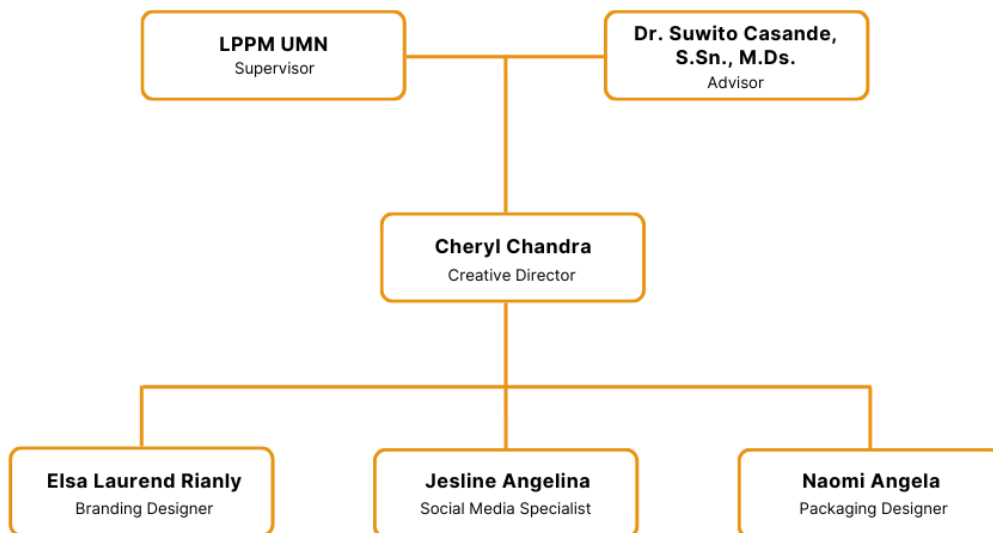 LPPM UMN
Supervisor
Dr. Suwito Casande,
S.Sn., M.Ds.
Advisor
Cheryl Chandra
Creative Director
Elsa Laurend Rianly
Branding Designer
Jesline Angelina
Social Media Specialist
Naomi Angela
Packaging Designer